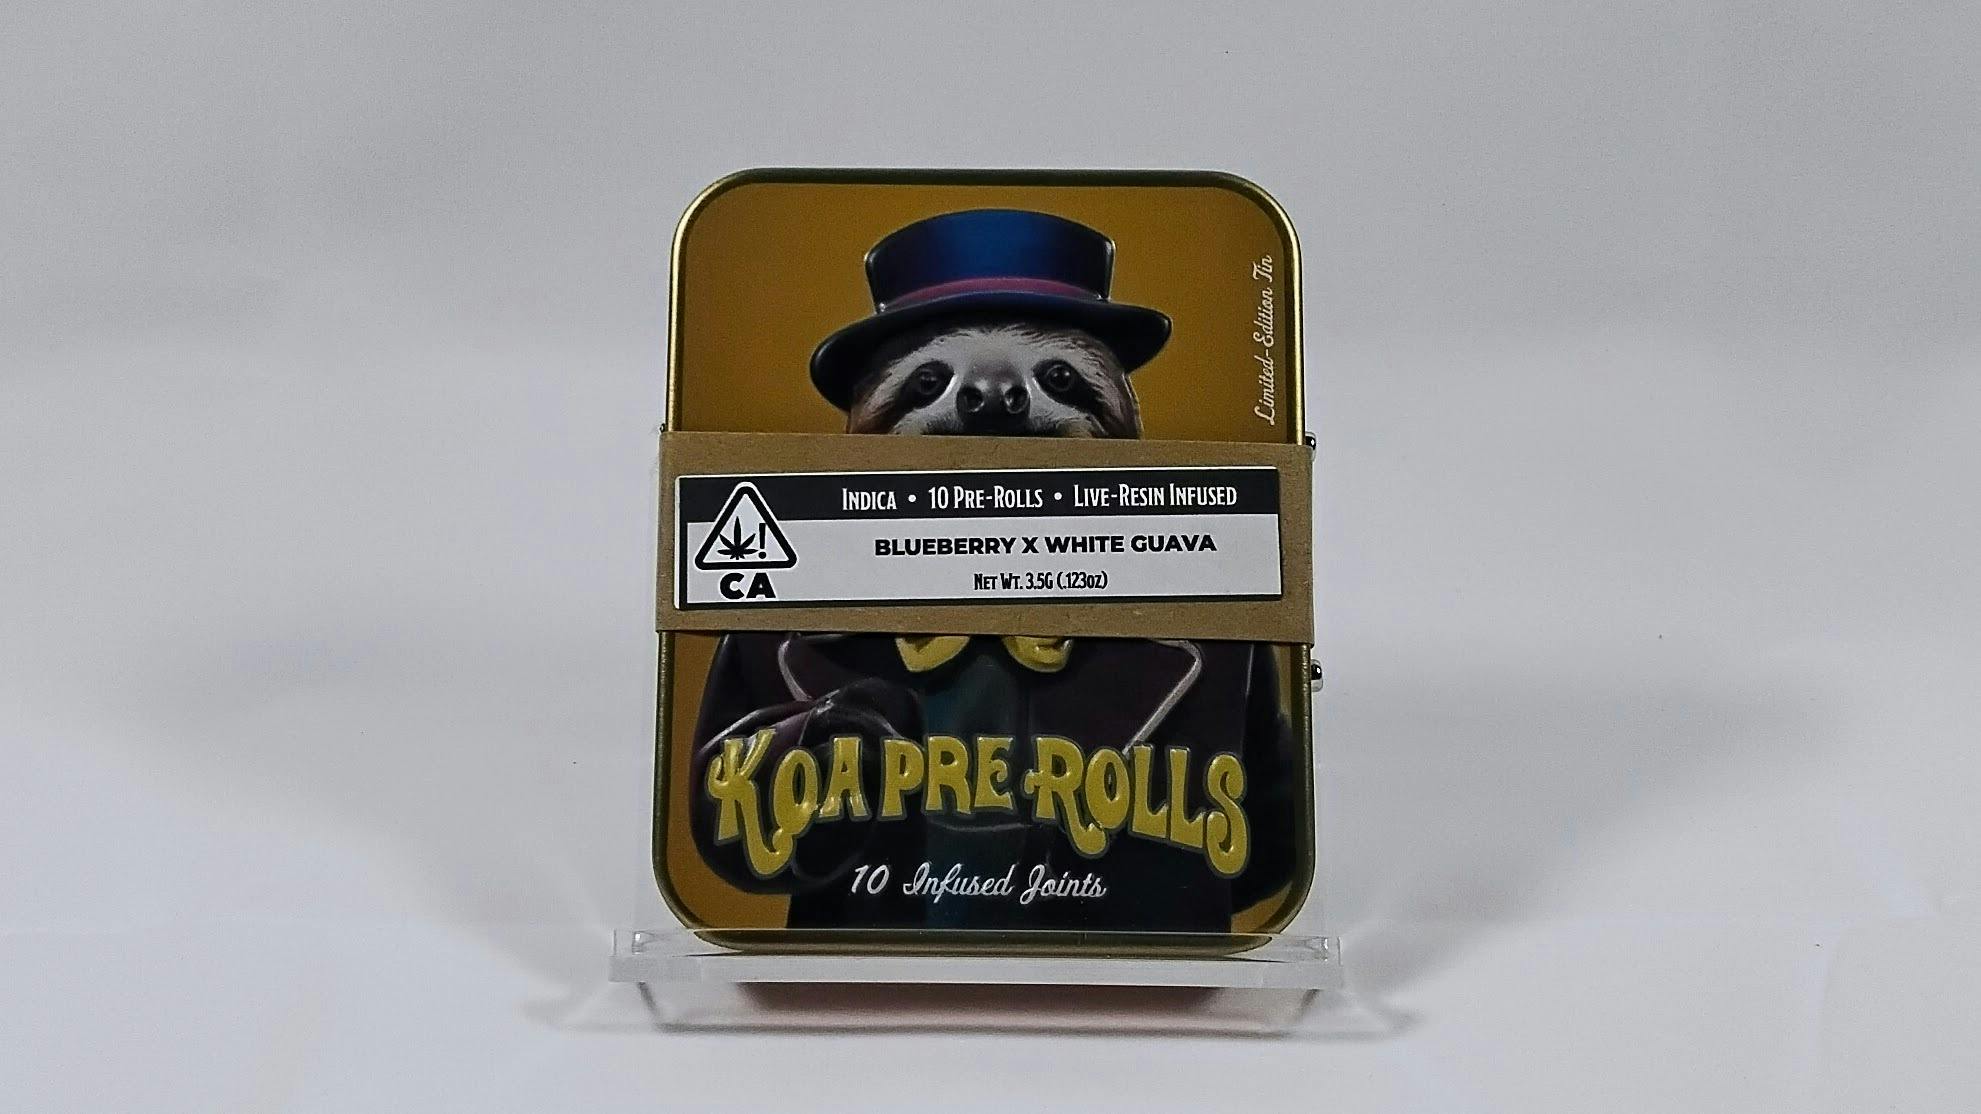 Limited-Edition Tin
Indica • 10 Pre-Rolls • Live-Resin Infused
BLUEBERRY X WHITE GUAVA
Net Wt. 3.5G (.123oz)
CA
KOA PRE-ROLLS
10 Infused Joints